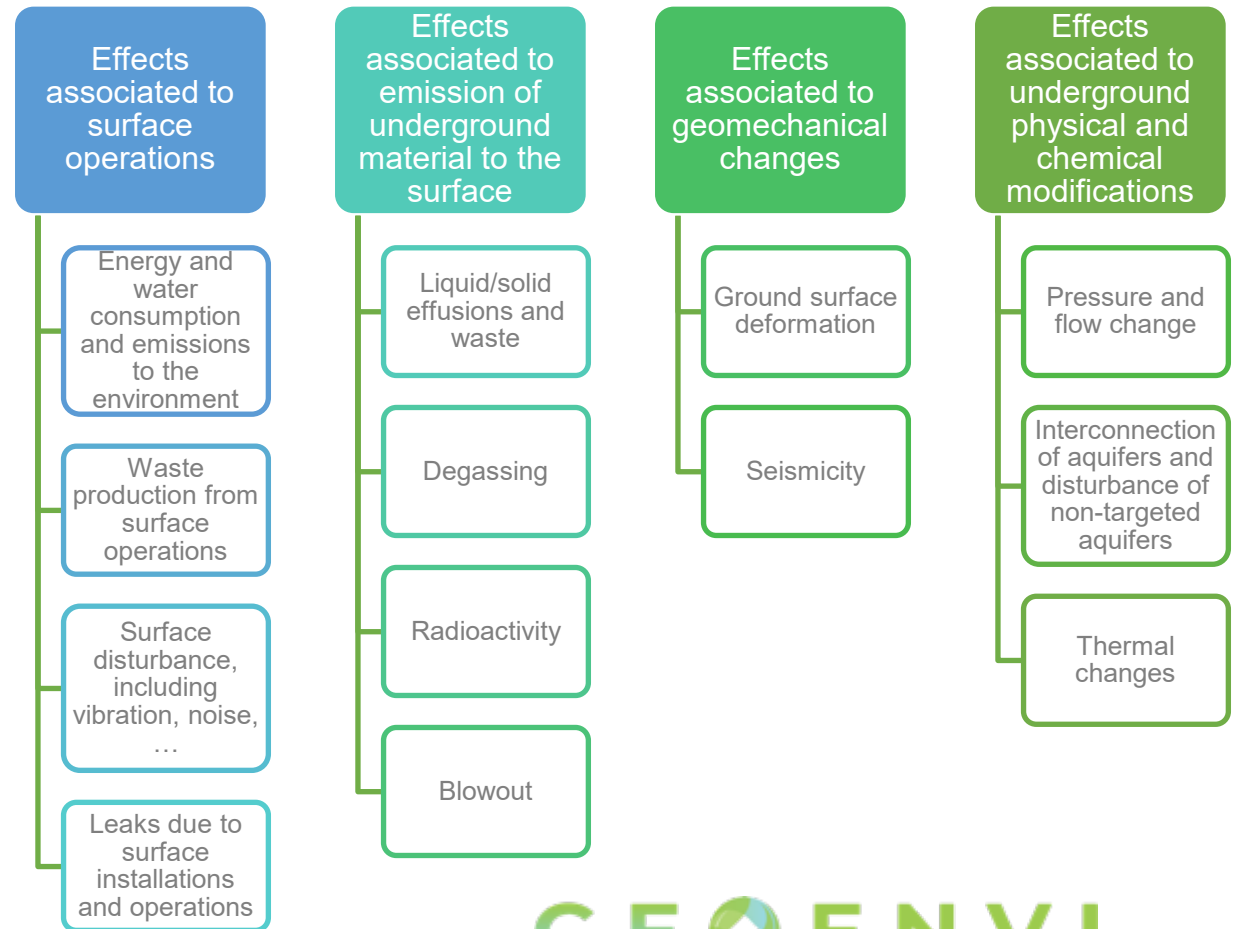 Effects
associated to
surface
operations
Energy and
water
consumption
and emissions
to the
environment
Waste
production from
surface
operations
Surface
disturbance,
including
vibration, noise,
…
Leaks due to
surface
installations
and operations
Effects
associated to
emission of
underground
material to the
surface
Liquid/solid
effusions and
waste
Degassing
Radioactivity
Blowout
Effects
associated to
geomechanical
changes
Ground surface
deformation
Seismicity
Effects
associated to
underground
physical and
chemical
modifications
Pressure and
flow change
Interconnection
of aquifers and
disturbance of
non-targeted
aquifers
Thermal
changes
GEOENVI